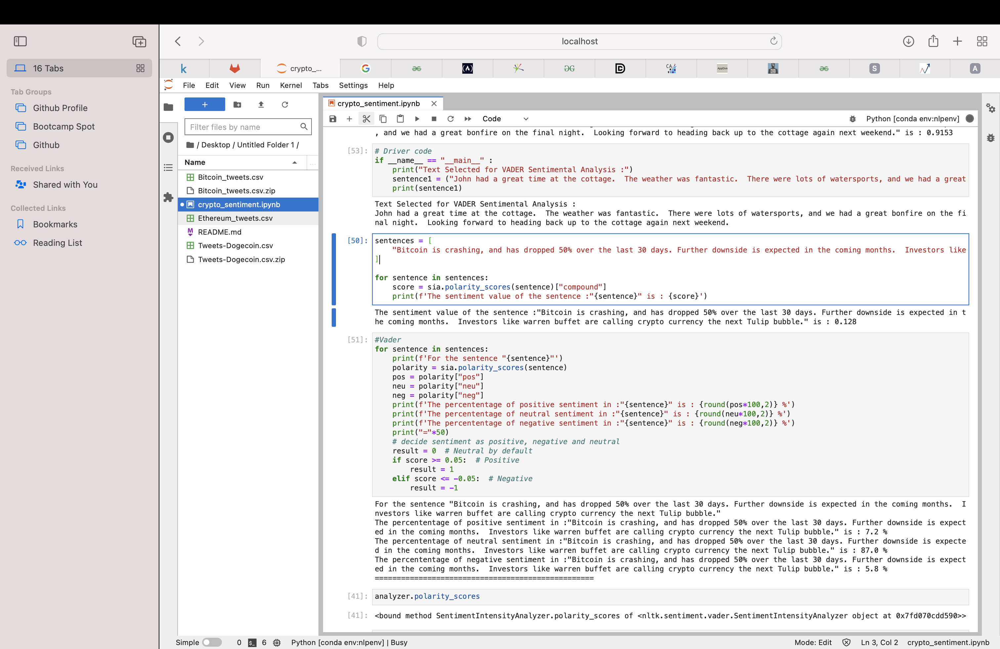 localhost
16 Tabs
k
crypto_...
G
(🔥)
CA
AppDivi
S
A
File Edit View Run Kernel Tabs Settings Help
Tab Groups
Github Profile
Bootcamp Spot
Github
Received Links
Shared with You
Collected Links
Bookmarks
Reading List
Filter files by name
/ Desktop / Untitled Folder 1 /
Name
Bitcoin_tweets.csv
Bitcoin_tweets.csv.zip
crypto_sentiment.ipynb
Ethereum_tweets.csv
README.md
Tweets-Dogecoin.csv
Tweets-Dogecoin.csv.zip
crypto_sentiment.ipynb
Code
Python [conda env:nlpenv]
, and we had a great bonfire on the final night.  Looking forward to heading back up to the cottage again next weekend." is : 0.9153
[53]: # Driver code
if __name__ == "__main__" :
    print("Text Selected for VADER Sentimental Analysis :")
    sentence1 = ("John had a great time at the cottage.  The weather was fantastic.  There were lots of watersports, and we had a great
    print(sentence1)
Text Selected for VADER Sentimental Analysis :
John had a great time at the cottage.  The weather was fantastic.  There were lots of watersports, and we had a great bonfire on the fi
nal night.  Looking forward to heading back up to the cottage again next weekend.
[50]: sentences = [
    "Bitcoin is crashing, and has dropped 50% over the last 30 days. Further downside is expected in the coming months.  Investors like
]
for sentence in sentences:
    score = sia.polarity_scores(sentence)["compound"]
    print(f'The sentiment value of the sentence :"{sentence}" is : {score}')
The sentiment value of the sentence :"Bitcoin is crashing, and has dropped 50% over the last 30 days. Further downside is expected in t
he coming months.  Investors like warren buffet are calling crypto currency the next Tulip bubble." is : 0.128
[51]: #Vader
for sentence in sentences:
    print(f'For the sentence "{sentence}"')
    polarity = sia.polarity_scores(sentence)
    pos = polarity["pos"]
    neu = polarity["neu"]
    neg = polarity["neg"]
    print(f'The percententage of positive sentiment in :"{sentence}" is : {round(pos*100,2)} %')
    print(f'The percententage of neutral sentiment in :"{sentence}" is : {round(neu*100,2)} %')
    print(f'The percententage of negative sentiment in :"{sentence}" is : {round(neg*100,2)} %')
    print("="*50)
    # decide sentiment as positive, negative and neutral
    result = 0  # Neutral by default
    if score >= 0.05:  # Positive
        result = 1
    elif score <= -0.05:  # Negative
        result = -1
For the sentence "Bitcoin is crashing, and has dropped 50% over the last 30 days. Further downside is expected in the coming months.  I
nvestors like warren buffet are calling crypto currency the next Tulip bubble."
The percententage of positive sentiment in :"Bitcoin is crashing, and has dropped 50% over the last 30 days. Further downside is expect
ed in the coming months.  Investors like warren buffet are calling crypto currency the next Tulip bubble." is : 7.2 %
The percententage of neutral sentiment in :"Bitcoin is crashing, and has dropped 50% over the last 30 days. Further downside is expecte
d in the coming months.  Investors like warren buffet are calling crypto currency the next Tulip bubble." is : 87.0 %
The percententage of negative sentiment in :"Bitcoin is crashing, and has dropped 50% over the last 30 days. Further downside is expect
ed in the coming months.  Investors like warren buffet are calling crypto currency the next Tulip bubble." is : 5.8 %
==================================================
[41]: analyzer.polarity_scores
[41]: <bound method SentimentIntensityAnalyzer.polarity_scores of <nltk.sentiment.vader.SentimentIntensityAnalyzer object at 0x7fd070cdd590>>
Simple 0 $_ 6 Python [conda env:nlpenv] | Busy Mode: Edit Ln 3, Col 2 crypto_sentiment.ipynb